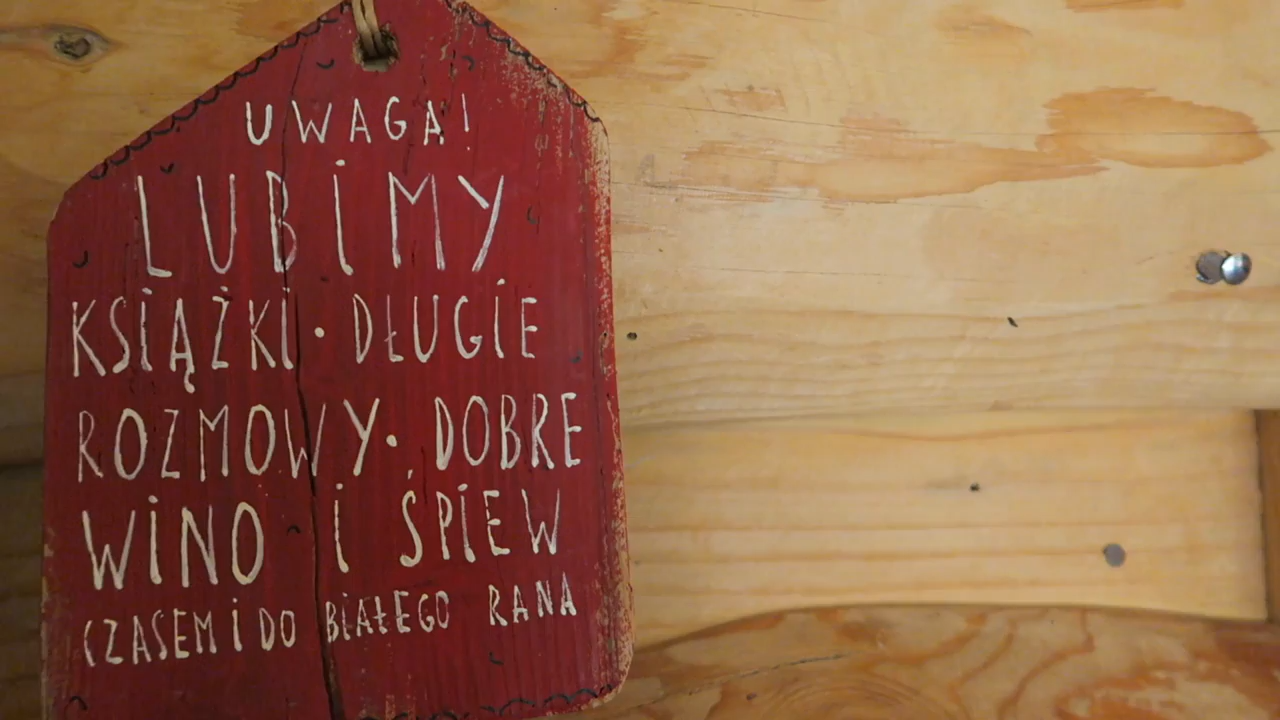 UWAGA!
LUBIMY
KSIĄŻKI · DŁUGIE
ROZMOWY · DOBRE
WINO I ŚPIEW
CZASEM I DO BIAŁEGO RANA